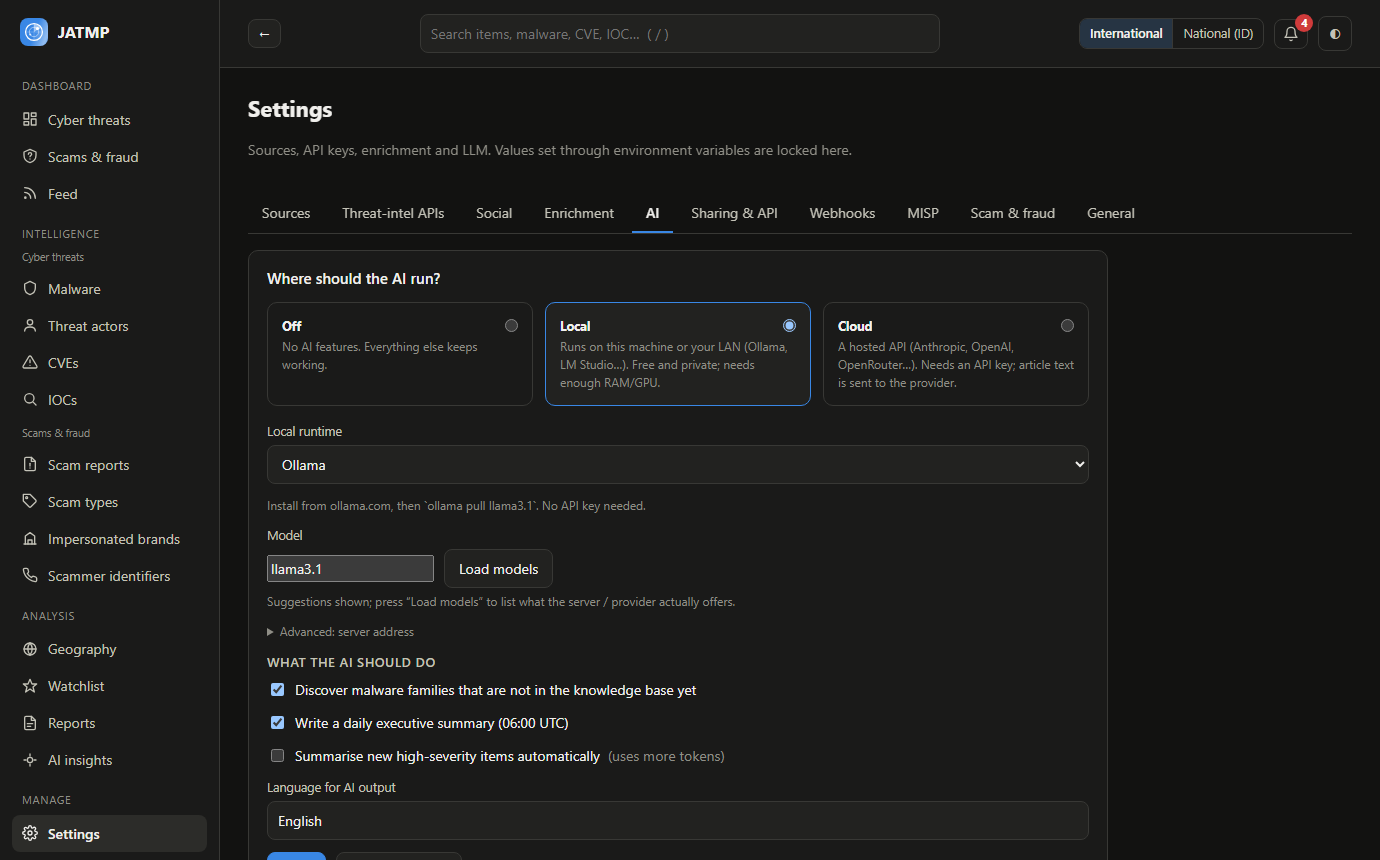 JATMP
←
Search items, malware, CVE, IOC... ( / )
International
National (ID)
4
DASHBOARD
Cyber threats
Scams & fraud
Feed
INTELLIGENCE
Cyber threats
Malware
Threat actors
CVEs
IOCs
Scams & fraud
Scam reports
Scam types
Impersonated brands
Scammer identifiers
ANALYSIS
Geography
Watchlist
Reports
AI insights
MANAGE
Settings
Settings
Sources, API keys, enrichment and LLM. Values set through environment variables are locked here.
Sources
Threat-intel APIs
Social
Enrichment
AI
Sharing & API
Webhooks
MISP
Scam & fraud
General
Where should the AI run?
Off
No AI features. Everything else keeps
working.
Local
Runs on this machine or your LAN (Ollama,
LM Studio…). Free and private; needs
enough RAM/GPU.
Cloud
A hosted API (Anthropic, OpenAI,
OpenRouter…). Needs an API key; article text
is sent to the provider.
Local runtime
Ollama
Install from ollama.com, then `ollama pull llama3.1`. No API key needed.
Model
llama3.1
Load models
Suggestions shown; press “Load models” to list what the server / provider actually offers.
Advanced: server address
WHAT THE AI SHOULD DO
Discover malware families that are not in the knowledge base yet
Write a daily executive summary (06:00 UTC)
Summarise new high-severity items automatically (uses more tokens)
Language for AI output
English